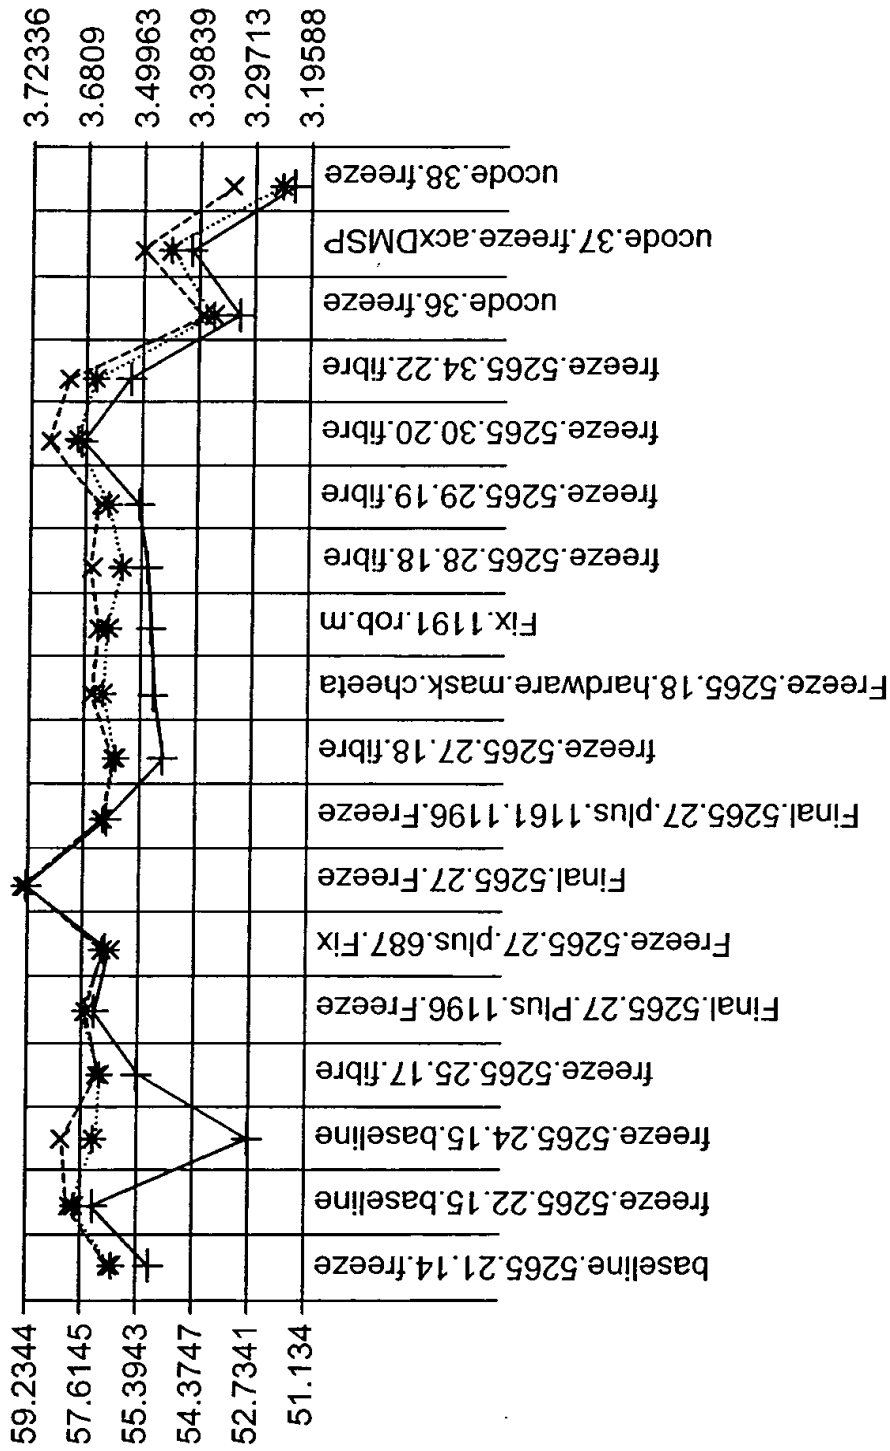 3.72336
3.6809
3.49963
3.39839
3.29713
3.19588
ucode.38.freeze
ucode.37.freeze.acxDMSP
ucode.36.freeze
freeze.5265.34.22.fibre
freeze.5265.30.20.fibre
freeze.5265.29.19.fibre
freeze.5265.28.18.fibre
Fix.1191.rob.m
Freeze.5265.18.hardware.mask.cheeta
freeze.5265.27.18.fibre
Final.5265.27.plus.1161.1196.Freeze
Final.5265.27.Freeze
Freeze.5265.27.plus.687.Fix
Final.5265.27.Plus.1196.Freeze
freeze.5265.25.17.fibre
freeze.5265.24.15.baseline
freeze.5265.22.15.baseline
baseline.5265.21.14.freeze
59.2344
57.6145
55.3943
54.3747
52.7341
51.134